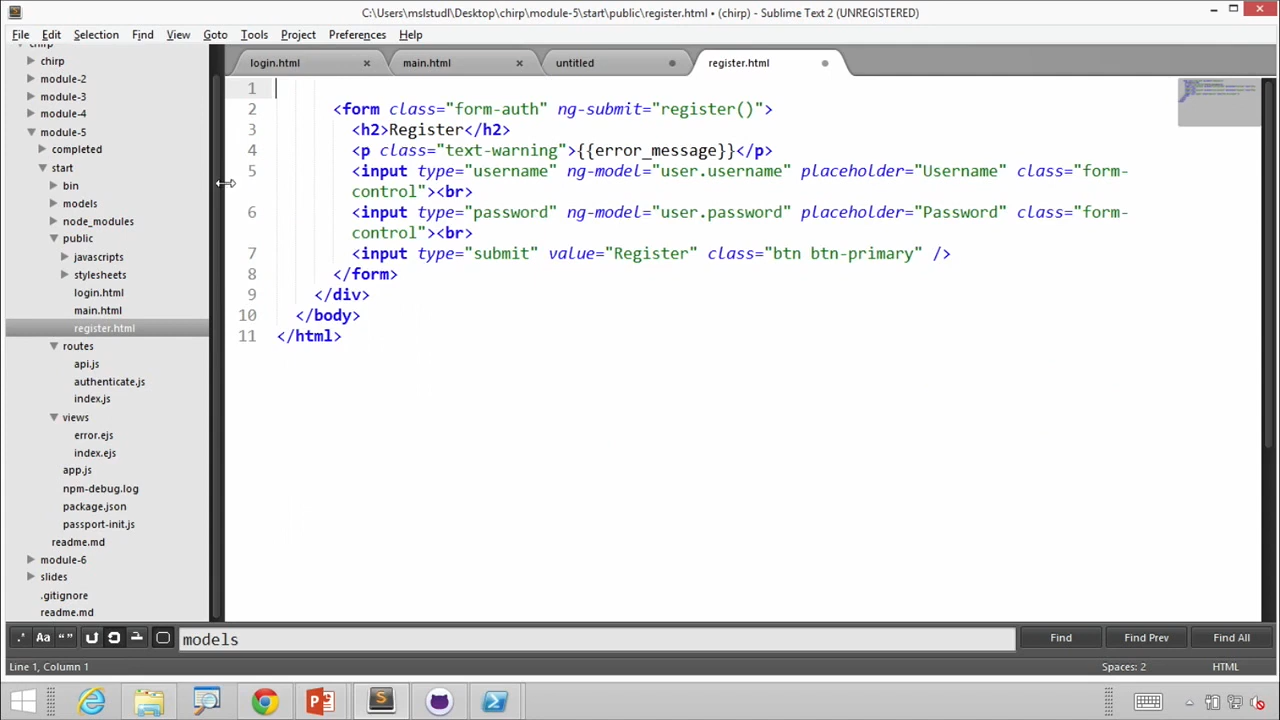 C:\Users\mslstudl\Desktop\chirp\module-5\start\public\register.html • (chirp) - Sublime Text 2 (UNREGISTERED)
File Edit Selection Find View Goto Tools Project Preferences Help
login.html × main.html × untitled register.html
chirp
chirp
module-2
module-3
module-4
module-5
completed
start
bin
models
node_modules
public
javascripts
stylesheets
login.html
main.html
register.html
routes
api.js
authenticate.js
index.js
views
error.ejs
index.ejs
app.js
npm-debug.log
package.json
passport-init.js
readme.md
module-6
slides
.gitignore
readme.md
1
2 <form class="form-auth" ng-submit="register()">
3 <h2>Register</h2>
4 <p class="text-warning">{{error_message}}</p>
5 <input type="username" ng-model="user.username" placeholder="Username" class="form-
control"><br>
6 <input type="password" ng-model="user.password" placeholder="Password" class="form-
control"><br>
7 <input type="submit" value="Register" class="btn btn-primary" />
8 </form>
9 </div>
10 </body>
11 </html>
.* Aa “” models Find Find Prev Find All
Line 1, Column 1 Spaces: 2 HTML